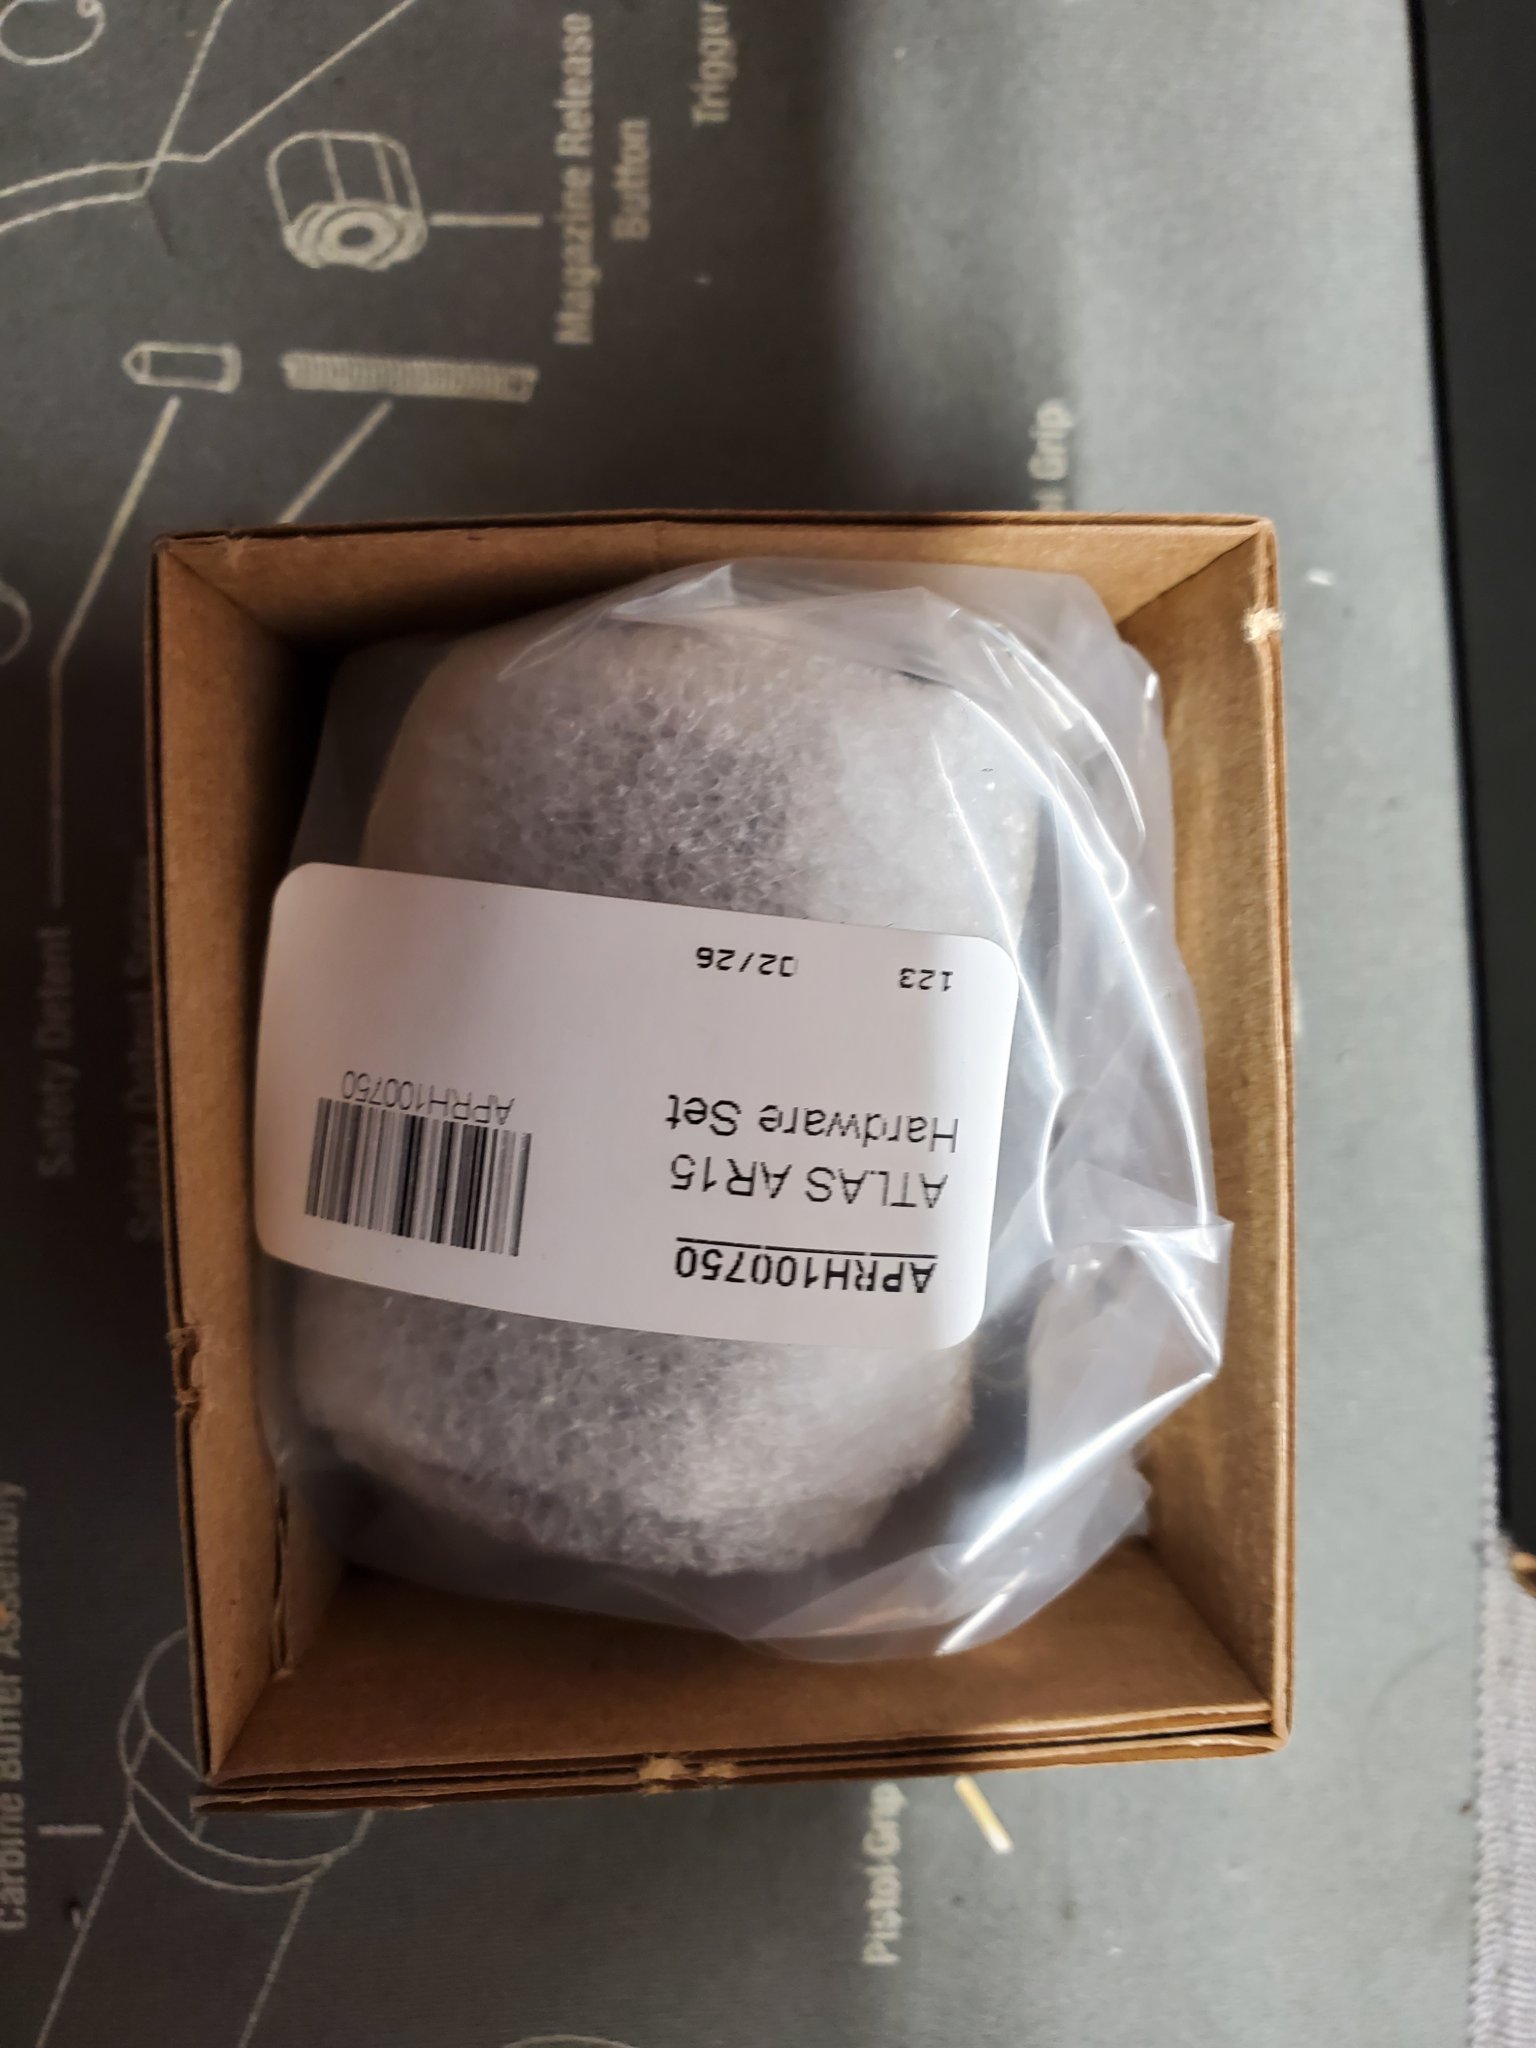 APRH100750
ATLAS AR15
Hardware Set
123 02/26
APRH100750
Magazine Release
Button
Trigger
Safety Detent
Carbine Buffer Assembly
Pistol Grip
Grip